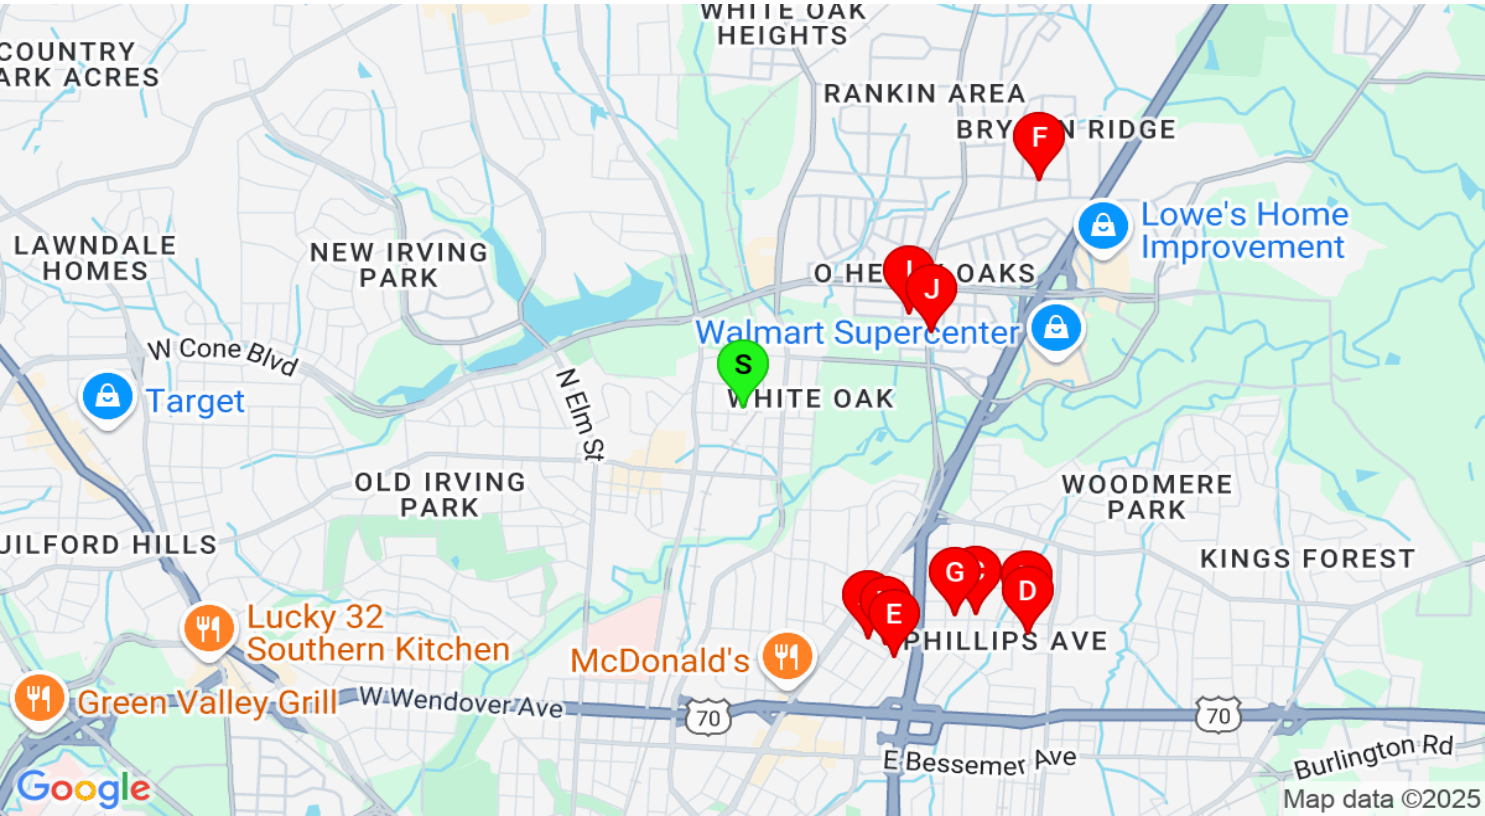 WHITE OAK
HEIGHTS
COUNTRY
ARK ACRES
RANKIN AREA
F
RIDGE
Lowe's Home
Improvement
LAWNDALE
HOMES
NEW IRVING
PARK
OAKS
J
Walmart Supercenter
W Cone Blvd
S
WHITE OAK
Target
N Elm St
OLD IRVING
PARK
WOODMERE
PARK
UILFORD HILLS
KINGS FOREST
G
C
D
E
PHILLIPS AVE
Lucky 32
Southern Kitchen
McDonald's
Green Valley Grill
W Wendover Ave
70
70
E Bessemer Ave
Burlington Rd
Google
Map data ©2025